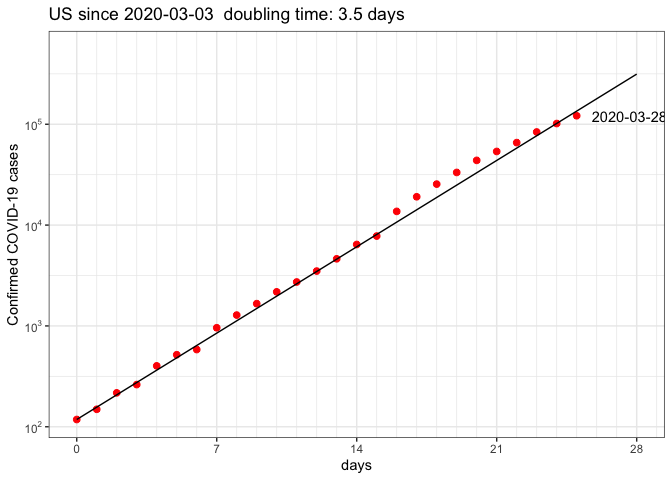 US since 2020-03-03  doubling time: 3.5 days
Confirmed COVID-19 cases
10^5
10^4
10^3
10^2
2020-03-28
0 7 14 21 28
days